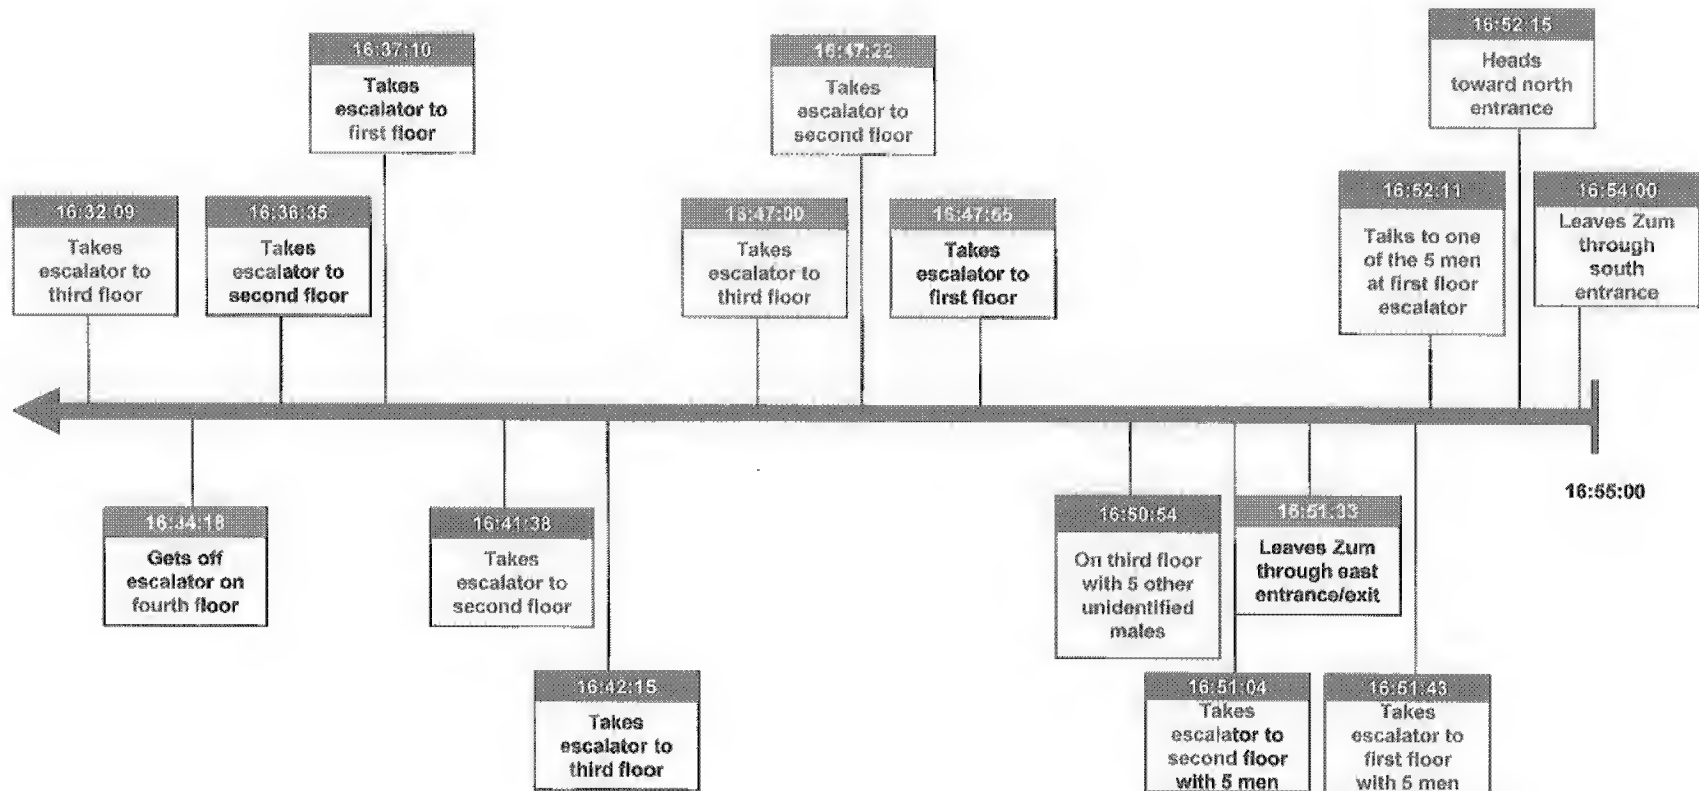 16:32:09
Takes
escalator to
third floor
16:34:18
Gets off
escalator on
fourth floor
16:36:35
Takes
escalator to
second floor
16:37:10
Takes
escalator to
first floor
16:41:38
Takes
escalator to
second floor
16:42:15
Takes
escalator to
third floor
16:47:00
Takes
escalator to
third floor
16:47:22
Takes
escalator to
second floor
16:47:55
Takes
escalator to
first floor
16:50:54
On third floor
with 5 other
unidentified
males
16:51:04
Takes
escalator to
second floor
with 5 men
16:51:33
Leaves Zum
through east
entrance/exit
16:51:43
Takes
escalator to
first floor
with 5 men
16:52:11
Talks to one
of the 5 men
at first floor
escalator
16:52:15
Heads
toward north
entrance
16:54:00
Leaves Zum
through
south
entrance
16:55:00